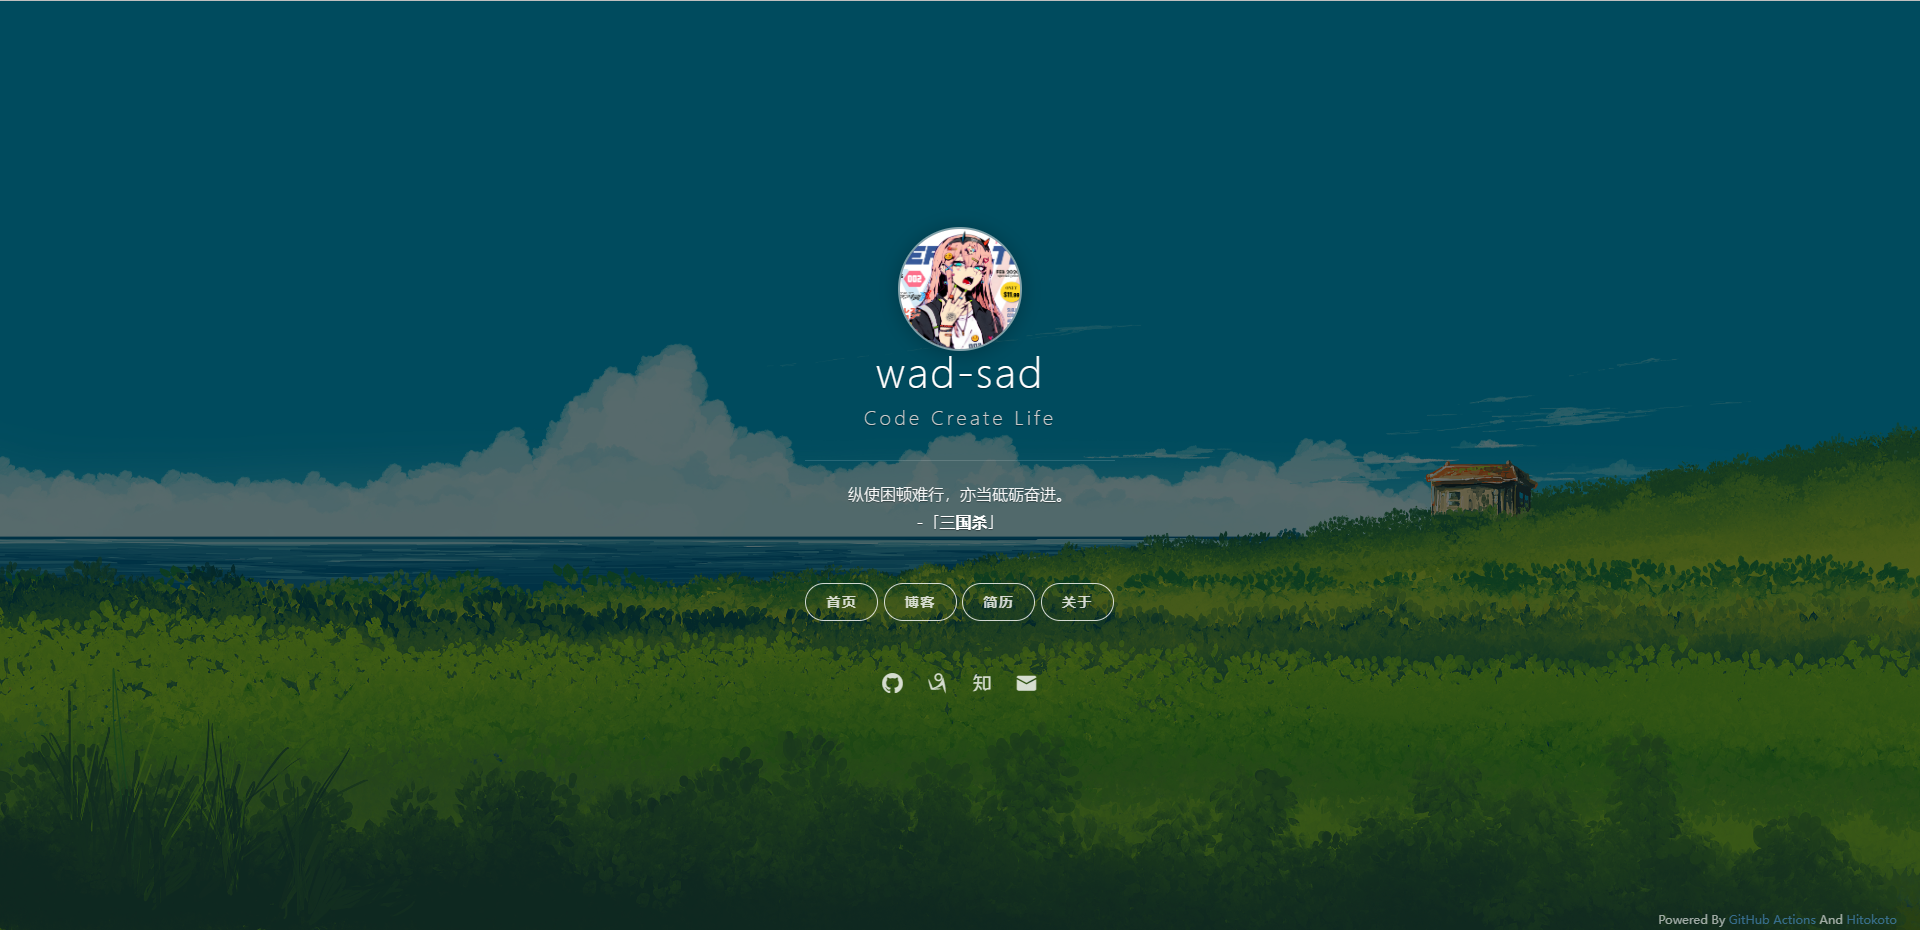 wad-sad
Code Create Life
纵使困顿难行，亦当砥砺奋进。
-「三国杀」
首页 博客 简历 关于
知
Powered By GitHub Actions And Hitokoto